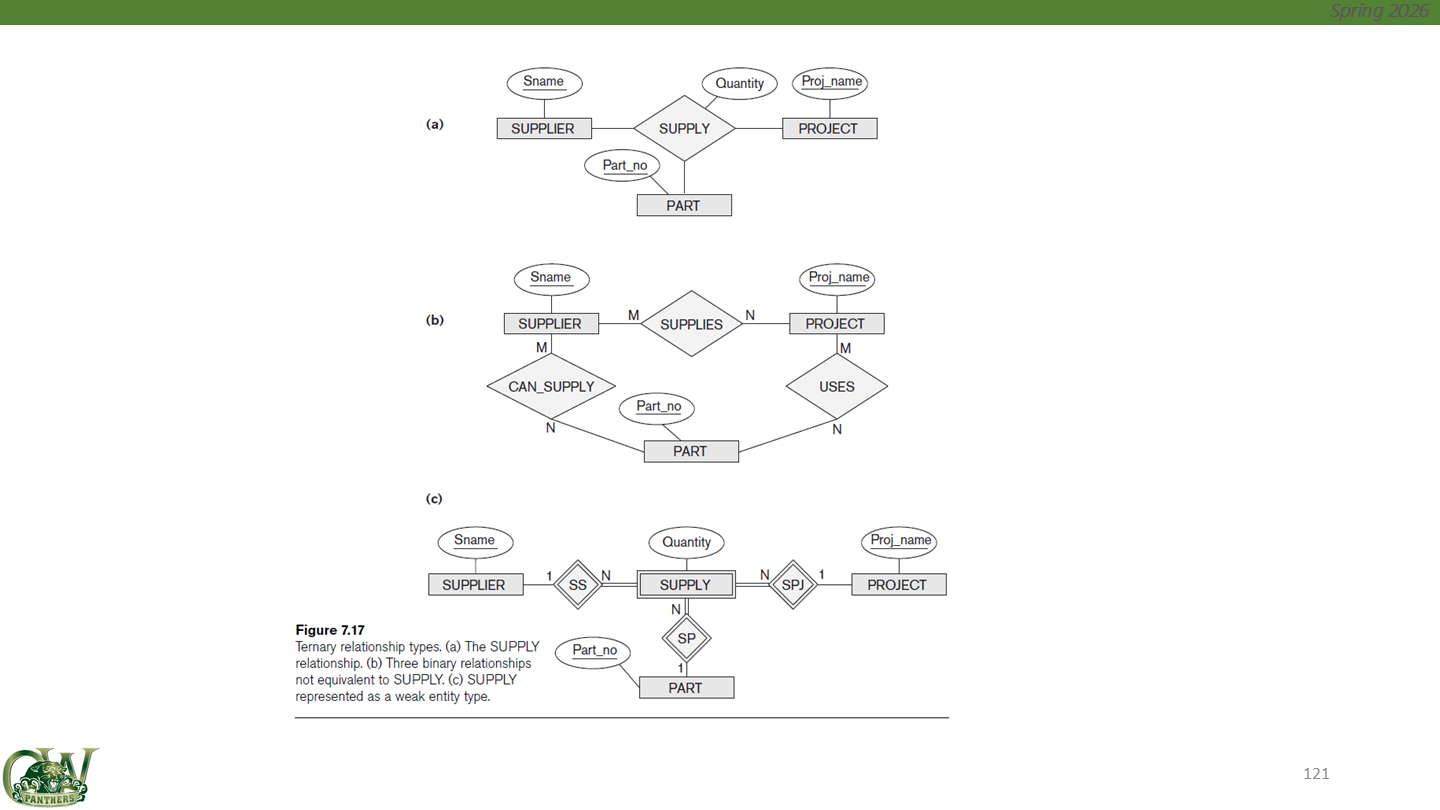 Spring 2026
Sname
Quantity
Proj_name
(a)
SUPPLIER
SUPPLY
PROJECT
Part_no
PART
Sname
Proj_name
(b)
SUPPLIER
M
SUPPLIES
N
PROJECT
M
M
CAN_SUPPLY
USES
Part_no
N
N
PART
(c)
Sname
Quantity
Proj_name
SUPPLIER
1
SS
N
SUPPLY
N
SPJ
1
PROJECT
N
SP
Part_no
1
PART
Figure 7.17
Ternary relationship types. (a) The SUPPLY
relationship. (b) Three binary relationships
not equivalent to SUPPLY. (c) SUPPLY
represented as a weak entity type.
OW
PANTHERS
121